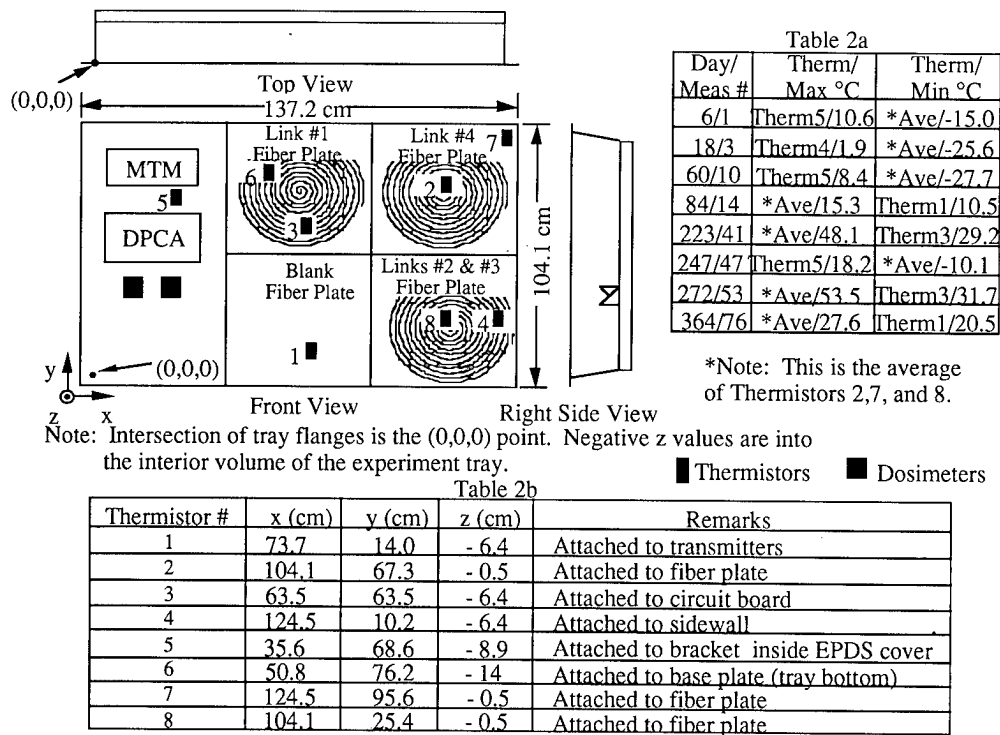 Top View
(0,0,0)
137.2 cm
Link #1
Fiber Plate
Link #4
Fiber Plate
7
MTM
6
2
5
3
DPCA
104.1 cm
Blank
Fiber Plate
Links #2 & #3
Fiber Plate
8
4
1
(0,0,0)
y
z
x
Front View
Right Side View
Table 2a
Day/ Meas # Therm/ Max °C Therm/ Min °C
6/1 Therm5/10.6 *Ave/-15.0
18/3 Therm4/1.9 *Ave/-25.6
60/10 Therm5/8.4 *Ave/-27.7
84/14 *Ave/15.3 Therm1/10.5
223/41 *Ave/48.1 Therm3/29.2
247/47 Therm5/18.2 *Ave/-10.1
272/53 *Ave/53.5 Therm3/31.7
364/76 *Ave/27.6 Therm1/20.5
*Note: This is the average
of Thermistors 2,7, and 8.
Note: Intersection of tray flanges is the (0,0,0) point. Negative z values are into
the interior volume of the experiment tray.
Thermistors
Dosimeters
Table 2b
Thermistor # x (cm) y (cm) z (cm) Remarks
1 73.7 14.0 - 6.4 Attached to transmitters
2 104.1 67.3 - 0.5 Attached to fiber plate
3 63.5 63.5 - 6.4 Attached to circuit board
4 124.5 10.2 - 6.4 Attached to sidewall
5 35.6 68.6 - 8.9 Attached to bracket inside EPDS cover
6 50.8 76.2 - 14 Attached to base plate (tray bottom)
7 124.5 95.6 - 0.5 Attached to fiber plate
8 104.1 25.4 - 0.5 Attached to fiber plate